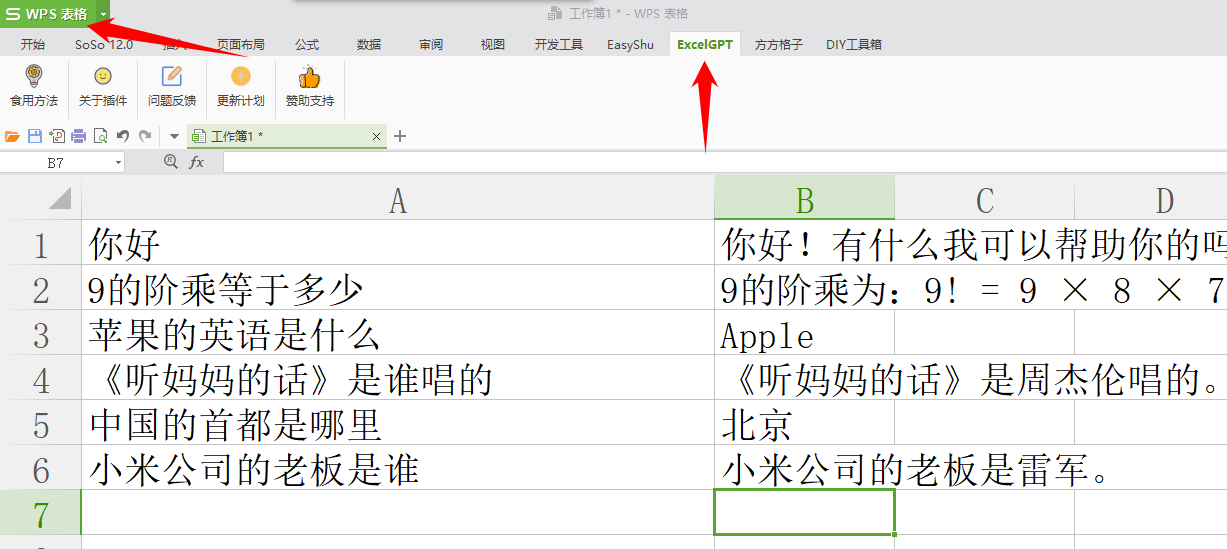 WPS 表格
工作簿1 * - WPS 表格
开始 SoSo 12.0 插入 页面布局 公式 数据 审阅 视图 开发工具 EasyShu ExcelGPT 方方格子 DIY工具箱
食用方法 关于插件 问题反馈 更新计划 赞助支持
工作簿1 *
B7 fx
A B C D
1 你好 你好！有什么我可以帮助你的吗
2 9的阶乘等于多少 9的阶乘为：9! = 9 × 8 × 7
3 苹果的英语是什么 Apple
4 《听妈妈的话》是谁唱的 《听妈妈的话》是周杰伦唱的。
5 中国的首都是哪里 北京
6 小米公司的老板是谁 小米公司的老板是雷军。
7